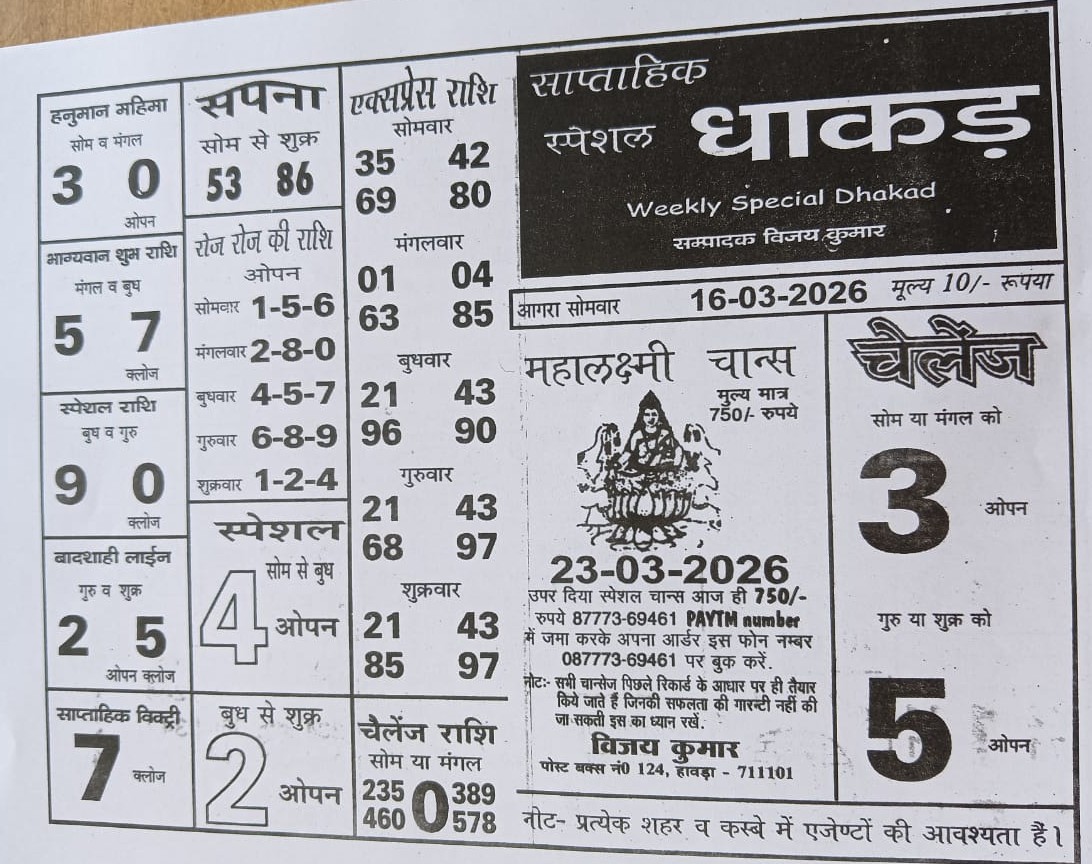 साप्ताहिक
स्पेशल धाकड़
Weekly Special Dhakad
सम्पादक विजय कुमार
आगरा सोमवार 16-03-2026 मूल्य 10/- रूपया
हनुमान महिमा
सोम व मंगल
3 0
ओपन
भाग्यवान शुभ राशि
मंगल व बुध
5 7
क्लोज
स्पेशल राशि
बुध व गुरु
9 0
क्लोज
बादशाही लाईन
गुरु व शुक्र
2 5
ओपन क्लोज
साप्ताहिक विक्ट्री
7 क्लोज
सपना
सोम से शुक्र
53 86
रोज रोज की राशि
ओपन
सोमवार 1-5-6
मंगलवार 2-8-0
बुधवार 4-5-7
गुरुवार 6-8-9
शुक्रवार 1-2-4
स्पेशल
सोम से बुध
4 ओपन
बुध से शुक्र
2 ओपन
एक्सप्रेस राशि
सोमवार
35 42
69 80
मंगलवार
01 04
63 85
बुधवार
21 43
96 90
गुरुवार
21 43
68 97
शुक्रवार
21 43
85 97
चैलेंज राशि
सोम या मंगल
235 0 389
460 578
महालक्ष्मी चान्स
मूल्य मात्र
750/- रुपये
23-03-2026
उपर दिया स्पेशल चान्स आज ही 750/-
रुपये 87773-69461 PAYTM number
में जमा करके अपना आर्डर इस फोन नम्बर
087773-69461 पर बुक करें.
नोटः- सभी चान्सेज पिछले रिकार्ड के आधार पर ही तैयार
किये जाते हैं जिनकी सफलता की गारन्टी नहीं की
जा सकती इस का ध्यान रखें.
विजय कुमार
पोस्ट बक्स नं0 124, हावड़ा - 711101
चैलेंज
सोम या मंगल को
3 ओपन
गुरु या शुक्र को
5 ओपन
नोट- प्रत्येक शहर व कस्बे में एजेण्टों की आवश्यता हैं।